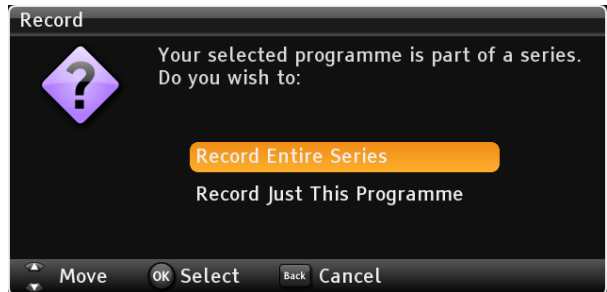 Record
Your selected programme is part of a series.
Do you wish to:
Record Entire Series
Record Just This Programme
Move OK Select Back Cancel